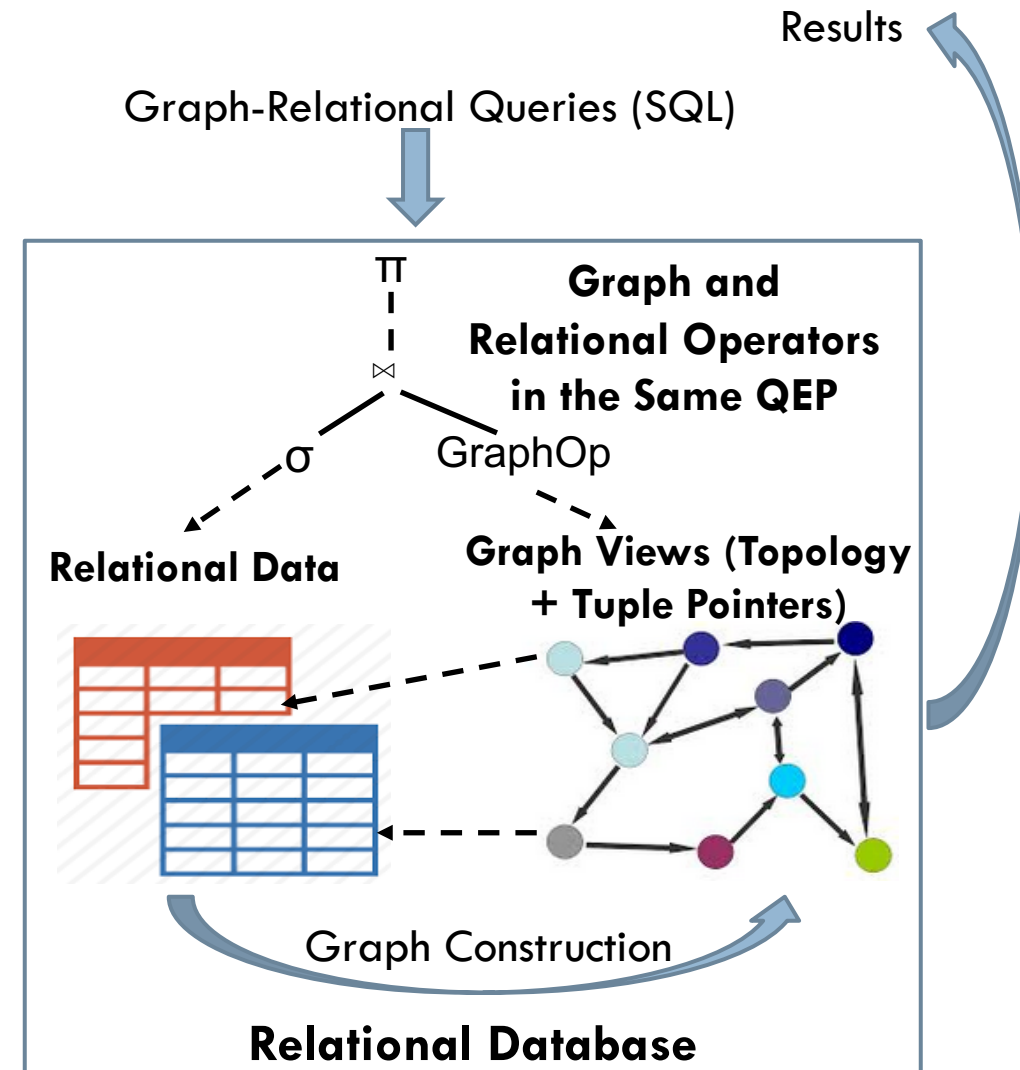 Results
Graph-Relational Queries (SQL)
π
⋈
σ
GraphOp
Graph and
Relational Operators
in the Same QEP
Relational Data
Graph Views (Topology
+ Tuple Pointers)
Graph Construction
Relational Database